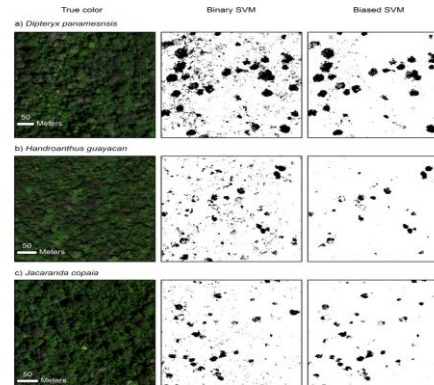 True color Binary SVM Biased SVM
a) Dipteryx panamesnsis
50
Meters
b) Handroanthus guayacan
50
Meters
c) Jacaranda copaia
50
Meters